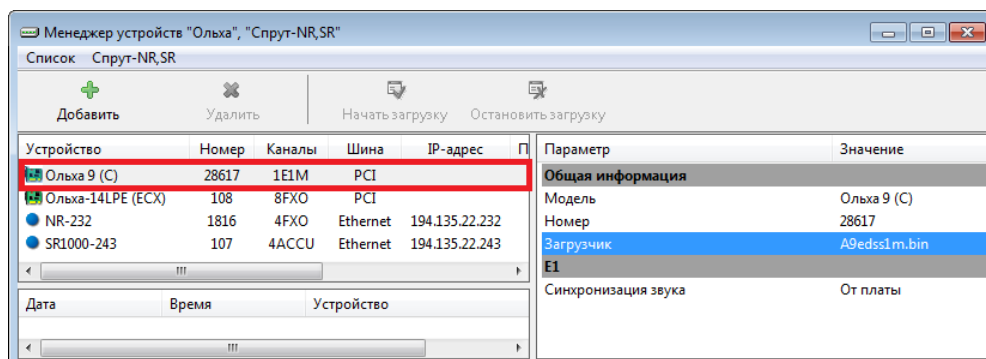 Менеджер устройств "Ольха", "Спрут-NR,SR"
Список Спрут-NR,SR
Добавить Удалить Начать загрузку Остановить загрузку
Устройство Номер Каналы Шина IP-адрес П
Ольха 9 (C) 28617 1E1M PCI
Ольха-14LPE (ECX) 108 8FXO PCI
NR-232 1816 4FXO Ethernet 194.135.22.232
SR1000-243 107 4ACCU Ethernet 194.135.22.243
Дата Время Устройство
Параметр Значение
Общая информация
Модель Ольха 9 (C)
Номер 28617
Загрузчик A9edss1m.bin
E1
Синхронизация звука От платы